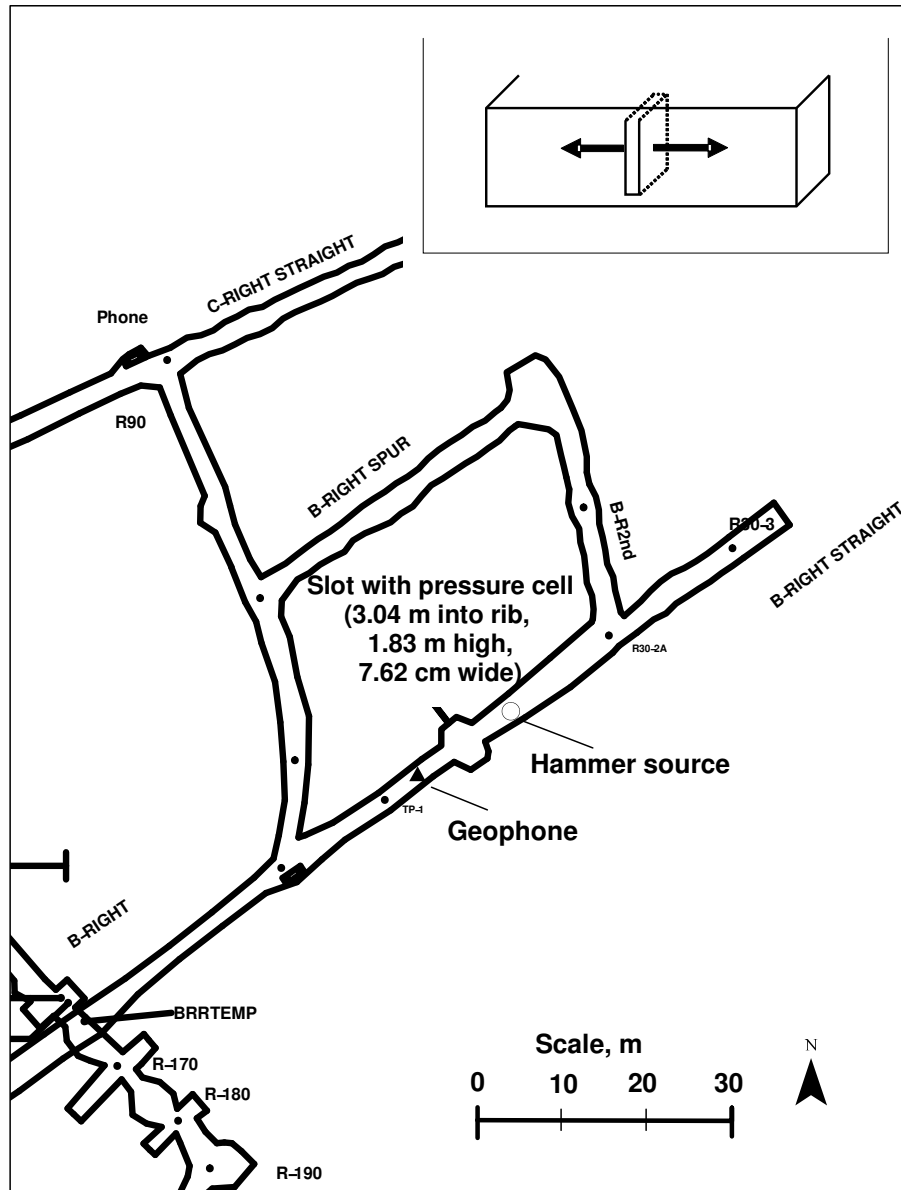 C-RIGHT STRAIGHT
Phone
R90
B-RIGHT SPUR
B-R2nd
R30-3
B-RIGHT STRAIGHT
Slot with pressure cell
(3.04 m into rib,
1.83 m high,
7.62 cm wide)
R30-2A
Hammer source
TP-1
Geophone
B-RIGHT
BRRTEMP
R-170
R-180
R-190
Scale, m
0 10 20 30
N